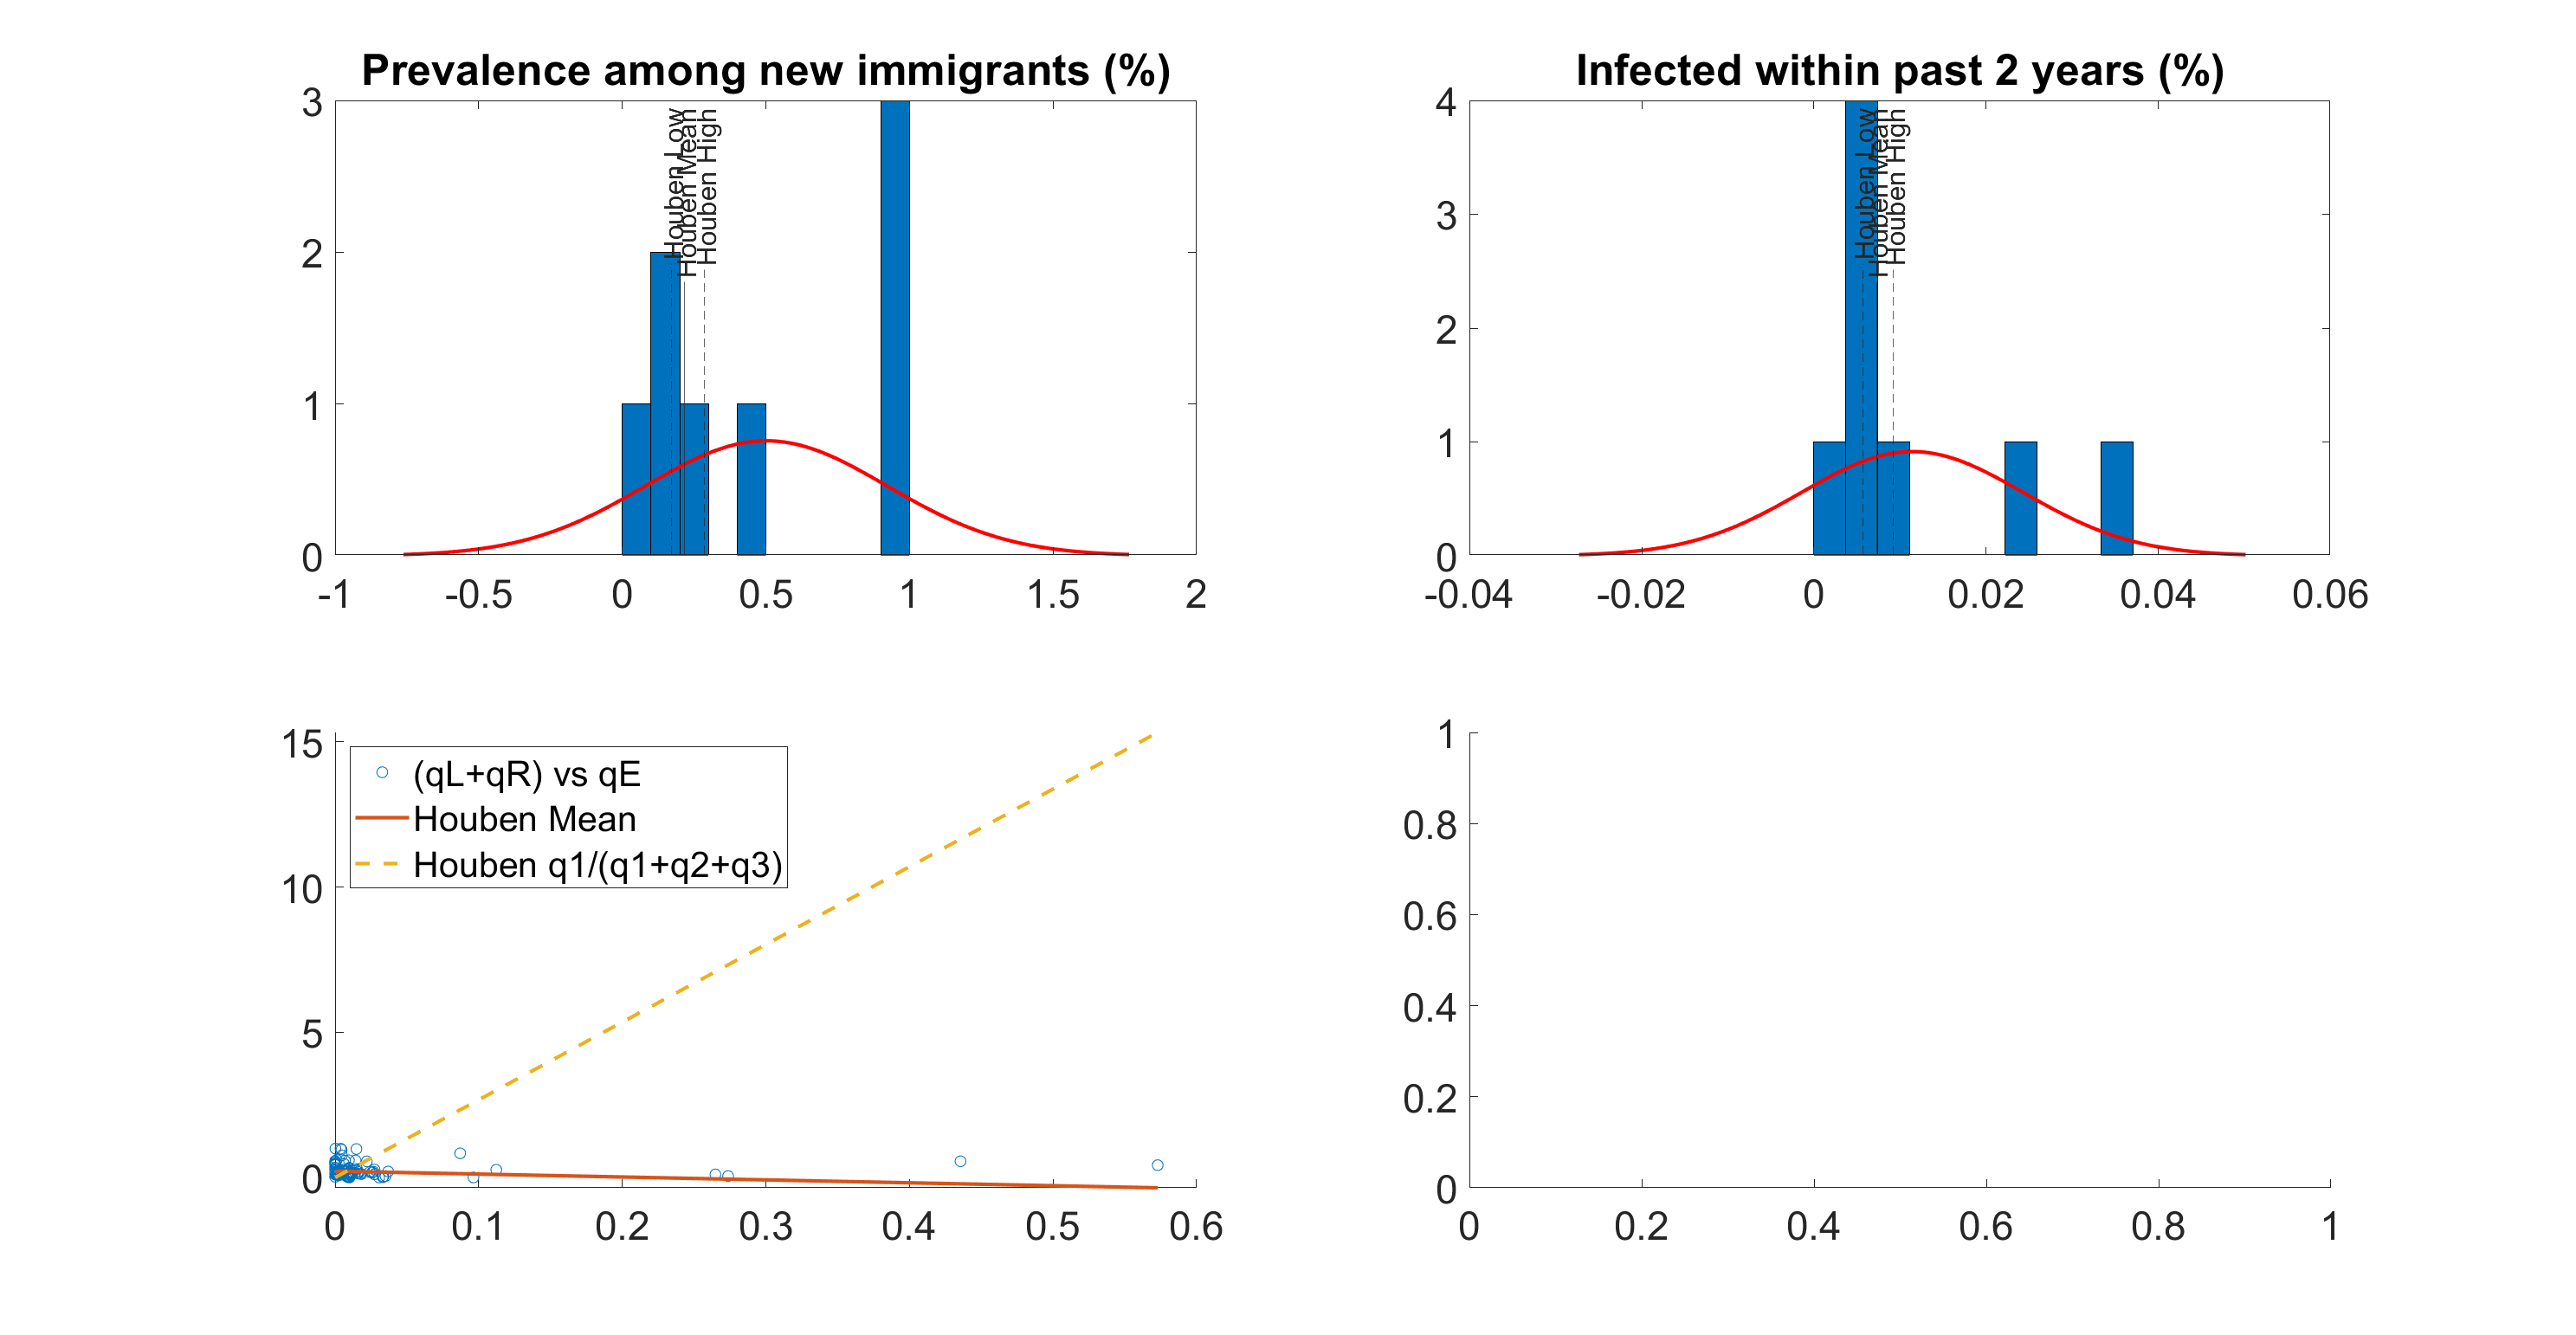 Prevalence among new immigrants (%)
3
2
1
0
Houben Low
Houben Mean
Houben High
-1 -0.5 0 0.5 1 1.5 2
Infected within past 2 years (%)
4
3
2
1
0
Houben Low
Houben Mean
Houben High
-0.04 -0.02 0 0.02 0.04 0.06
15
10
5
0
(qL+qR) vs qE
Houben Mean
Houben q1/(q1+q2+q3)
0 0.1 0.2 0.3 0.4 0.5 0.6
1
0.8
0.6
0.4
0.2
0
0 0.2 0.4 0.6 0.8 1